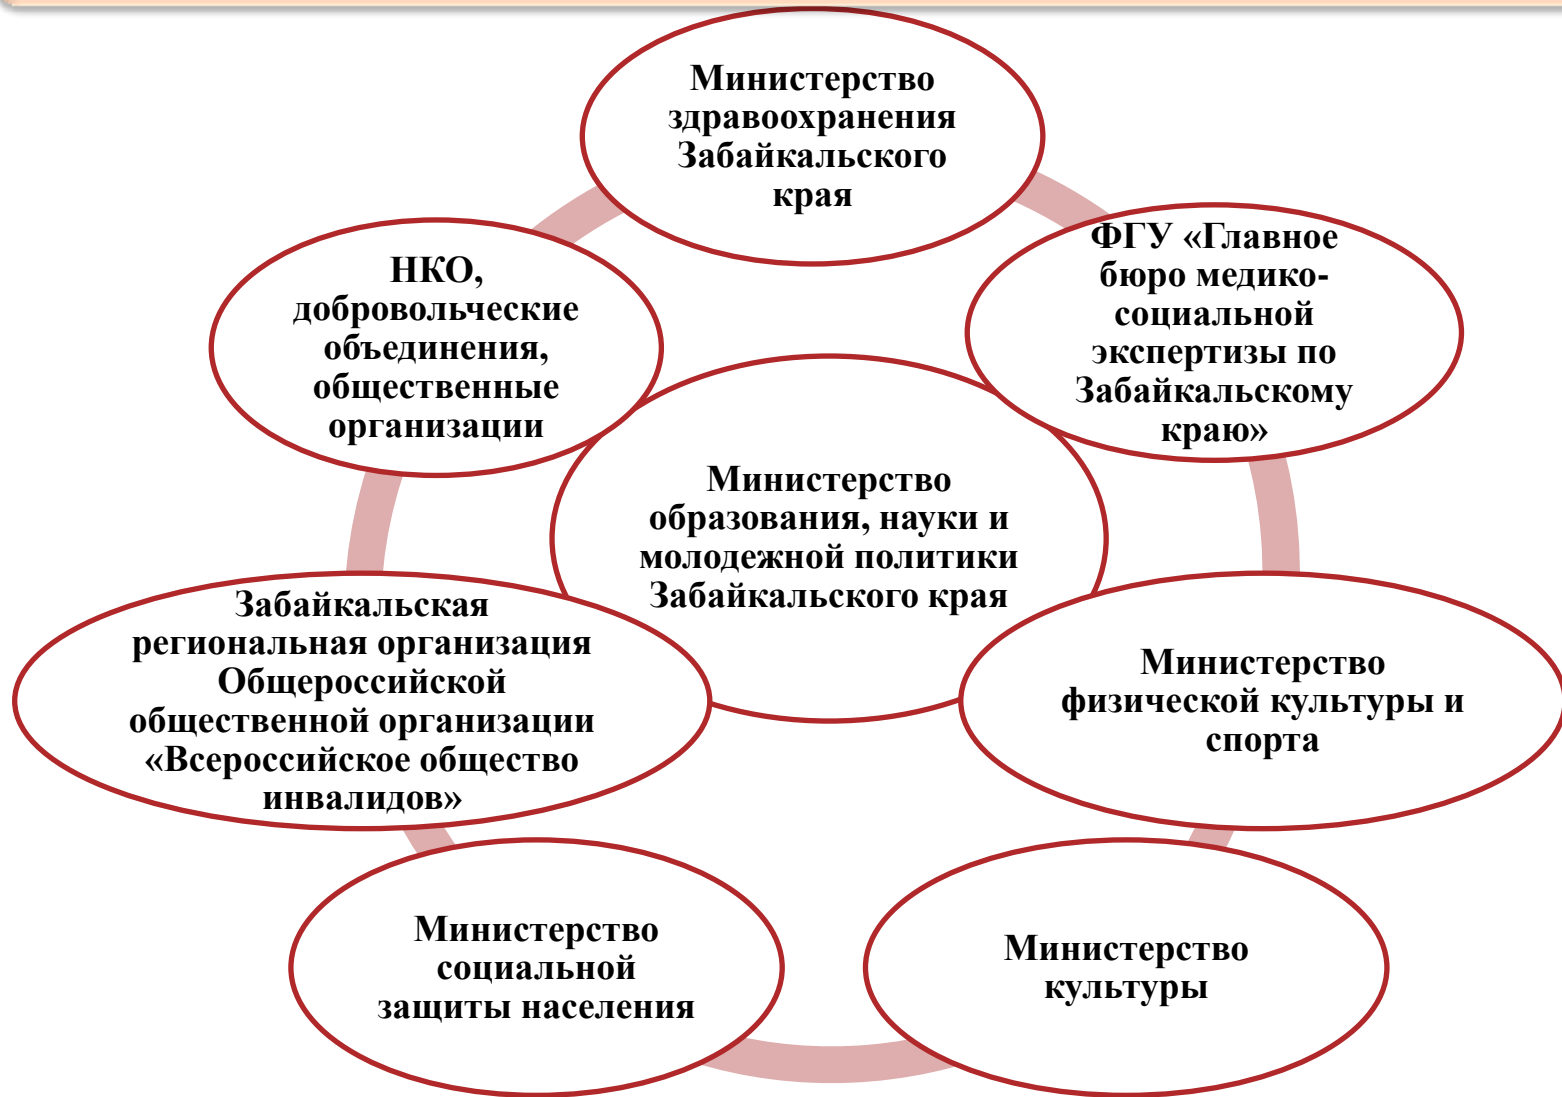 Министерство
здравоохранения
Забайкальского
края
ФГУ «Главное
бюро медико-
социальной
экспертизы по
Забайкальскому
краю»
НКО,
добровольческие
объединения,
общественные
организации
Министерство
образования, науки и
молодежной политики
Забайкальского края
Забайкальская
региональная организация
Общероссийской
общественной организации
«Всероссийское общество
инвалидов»
Министерство
физической культуры и
спорта
Министерство
социальной
защиты населения
Министерство
культуры